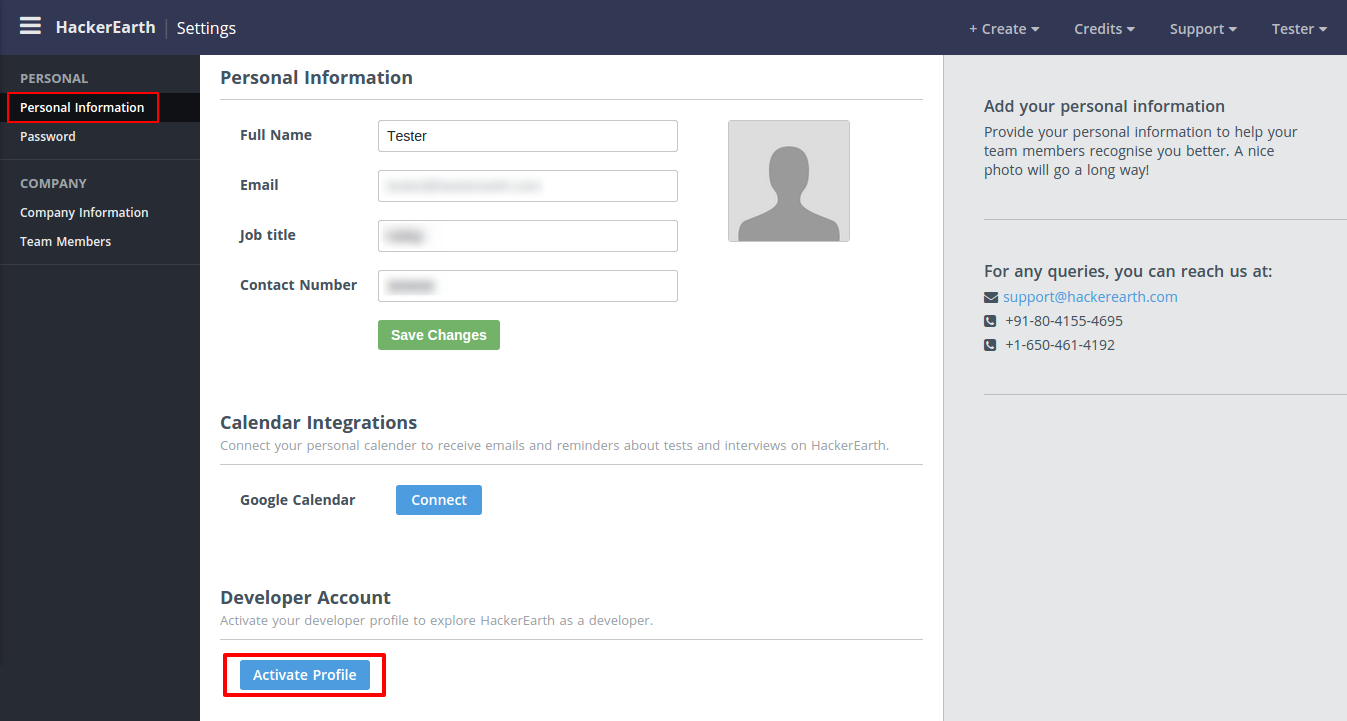 HackerEarth Settings
+ Create Credits Support Tester
PERSONAL
Personal Information
Password
COMPANY
Company Information
Team Members
Personal Information
Full Name Tester
Email
Job title
Contact Number
Save Changes
Calendar Integrations
Connect your personal calender to receive emails and reminders about tests and interviews on HackerEarth.
Google Calendar Connect
Developer Account
Activate your developer profile to explore HackerEarth as a developer.
Activate Profile
Add your personal information
Provide your personal information to help your
team members recognise you better. A nice
photo will go a long way!
For any queries, you can reach us at:
support@hackerearth.com
+91-80-4155-4695
+1-650-461-4192